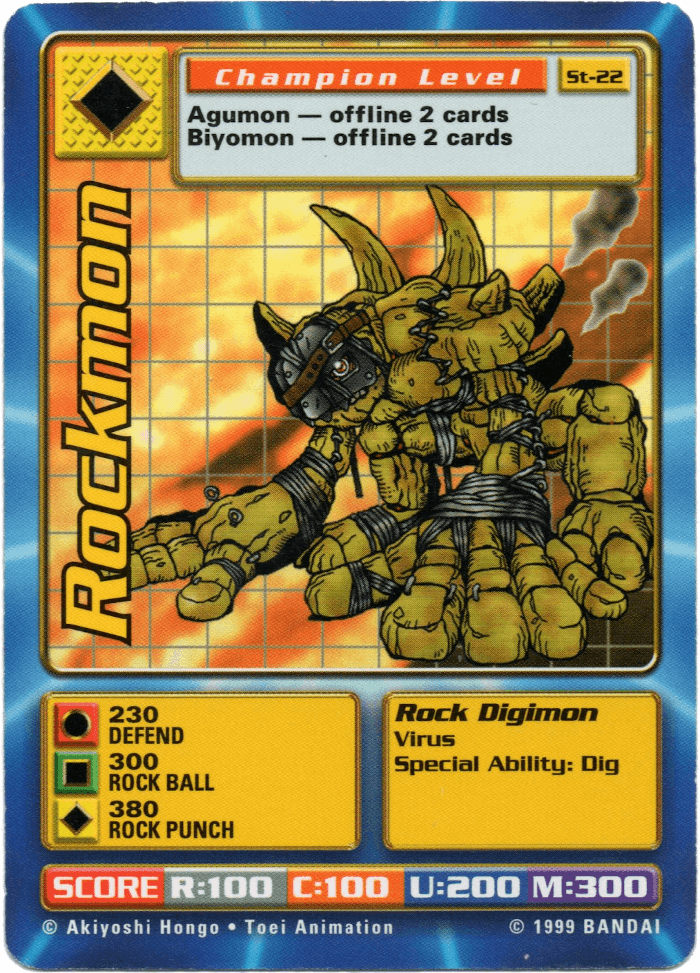 Champion Level
St-22
Agumon — offline 2 cards
Biyomon — offline 2 cards
Rockmon
230
DEFEND
300
ROCK BALL
380
ROCK PUNCH
Rock Digimon
Virus
Special Ability: Dig
SCORE R:100 C:100 U:200 M:300
© Akiyoshi Hongo • Toei Animation © 1999 BANDAI